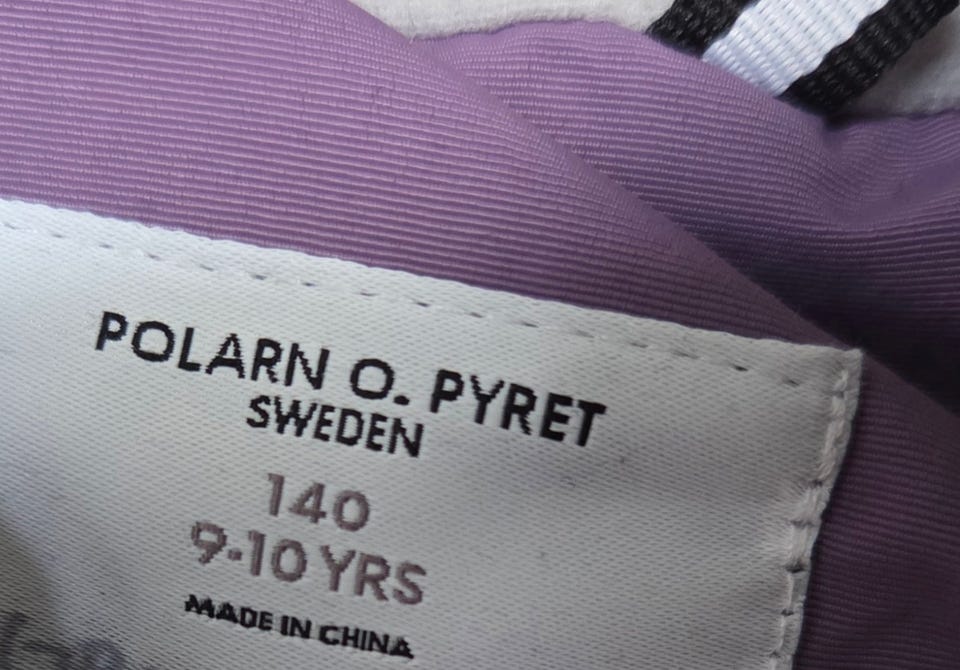 POLARN O. PYRET
SWEDEN
140
9-10 YRS
MADE IN CHINA